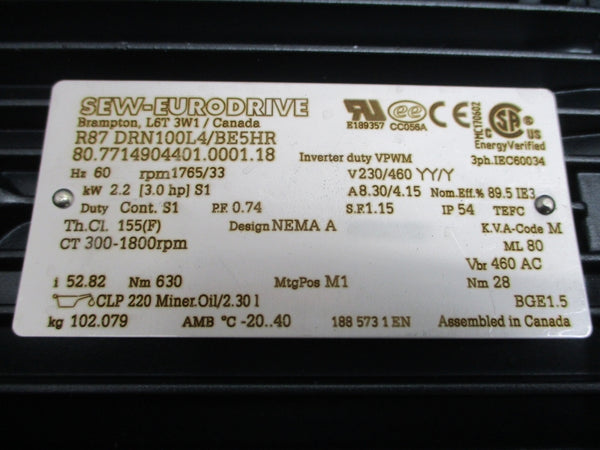 SEW-EURODRIVE
Brampton, L6T 3W1 / Canada
R87 DRN100L4/BE5HR
80.7714904401.0001.18
Inverter duty VPWM
E189357
CC056A
MC170602
EnergyVerified
3ph.IEC60034
Hz 60 rpm 1765/33 V 230/460 YY/Y
kW 2.2 [3.0 hp] S1 A 8.30/4.15 Nom.Eff.% 89.5 IE3
Duty Cont. S1 P.F. 0.74 S.F. 1.15 IP 54 TEFC
Th.Cl. 155(F) Design NEMA A K.V.A-Code M
CT 300-1800rpm ML 80
Vbr 460 AC
i 52.82 Nm 630 MtgPos M1 Nm 28
CLP 220 Miner.Oil/2.30 l BGE1.5
kg 102.079 AMB °C -20..40 188 573 1 EN Assembled in Canada